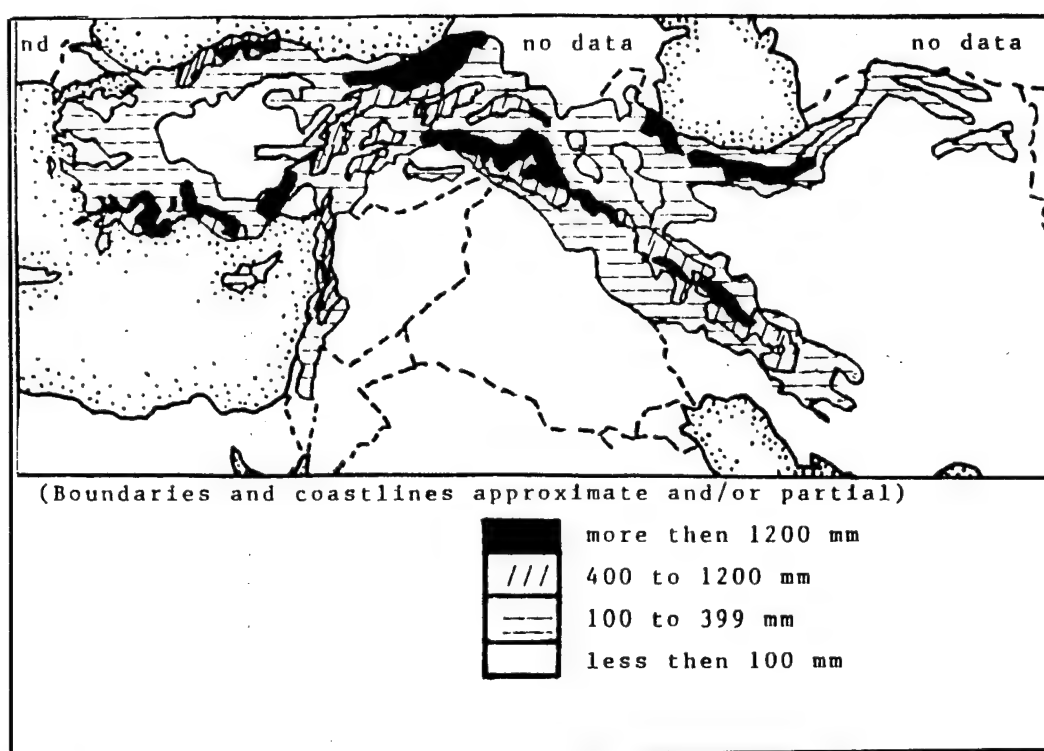 nd
no data
no data
(Boundaries and coastlines approximate and/or partial)
more then 1200 mm
400 to 1200 mm
100 to 399 mm
less then 100 mm